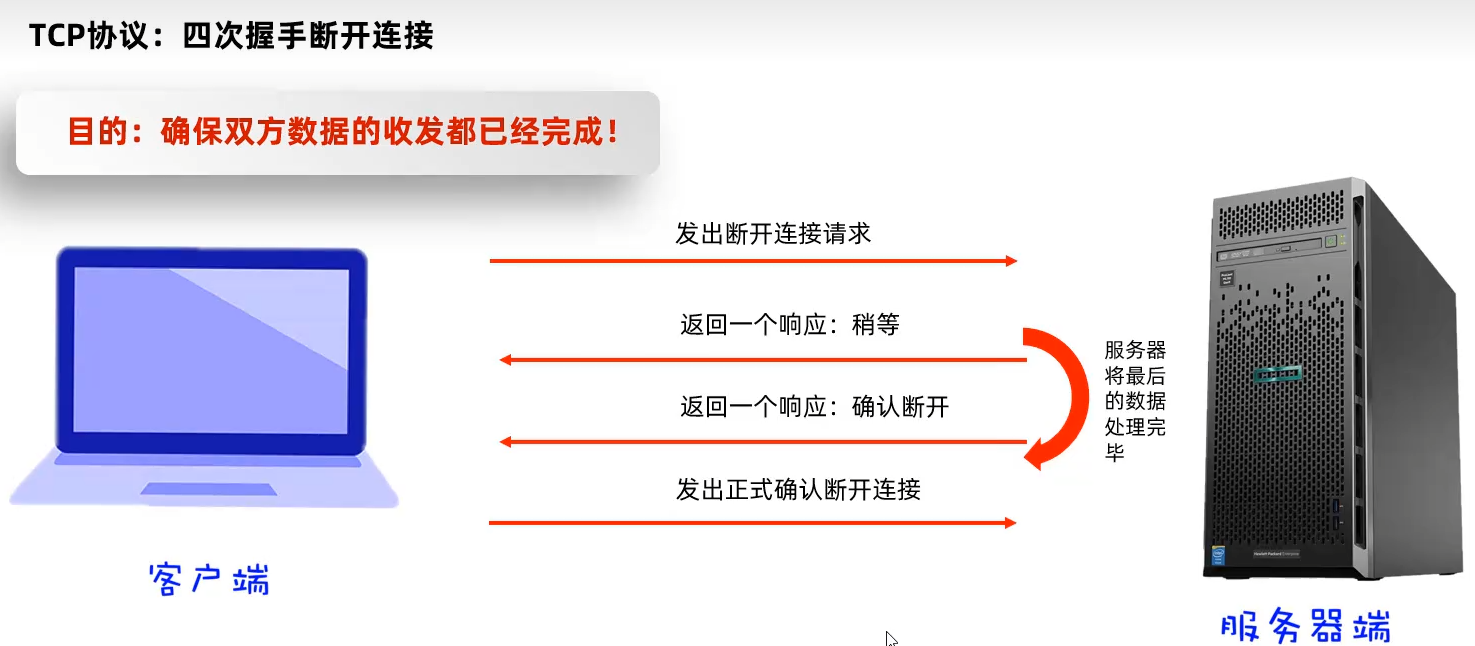 TCP协议：四次握手断开连接
目的：确保双方数据的收发都已经完成！
发出断开连接请求
返回一个响应：稍等
返回一个响应：确认断开
发出正式确认断开连接
服务器
将最后
的数据
处理完
毕
客户端
服务器端